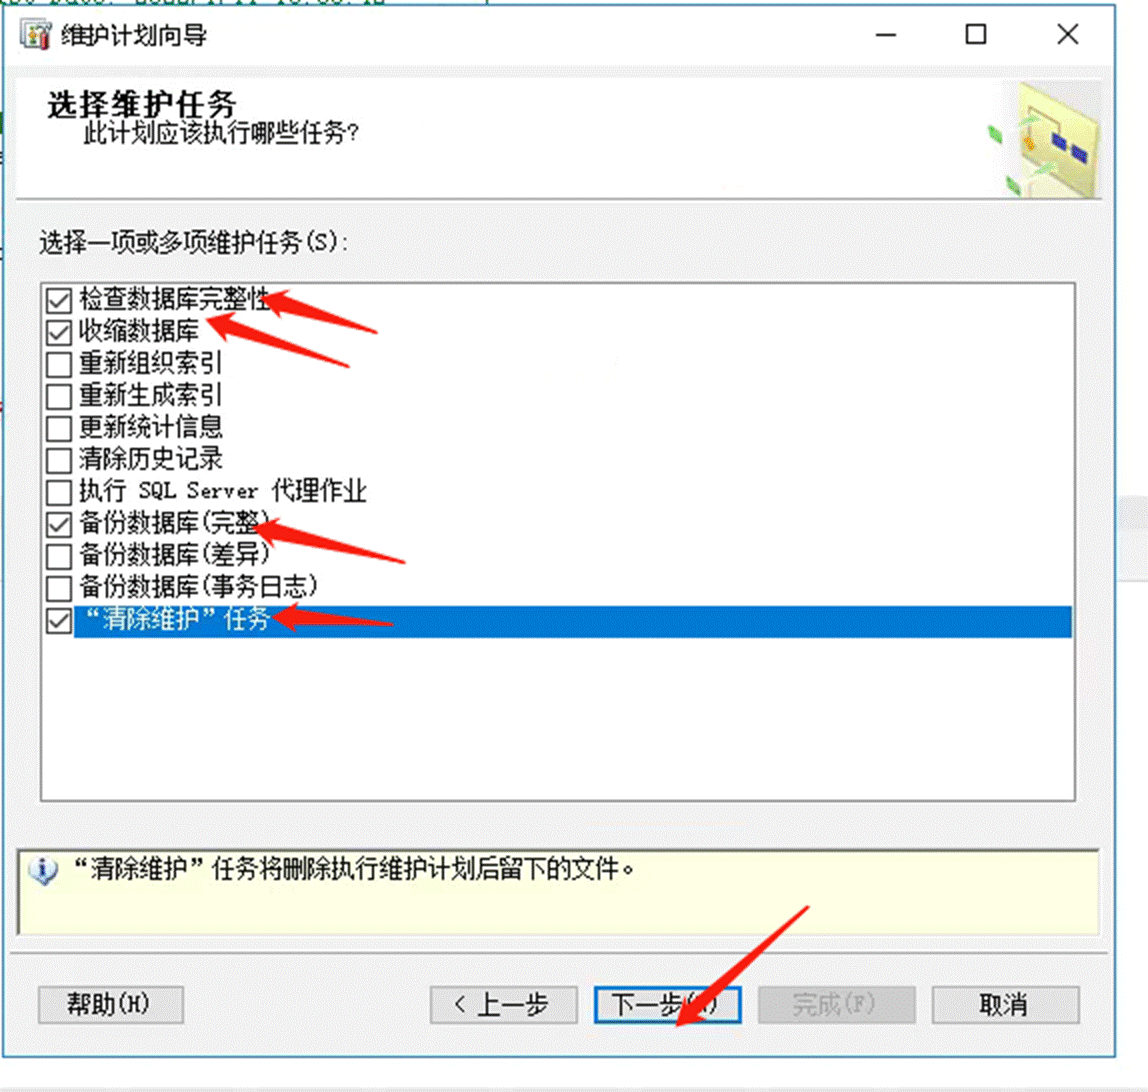 维护计划向导
选择维护任务
此计划应该执行哪些任务?
选择一项或多项维护任务(S):
检查数据库完整性
收缩数据库
重新组织索引
重新生成索引
更新统计信息
清除历史记录
执行 SQL Server 代理作业
备份数据库(完整)
备份数据库(差异)
备份数据库(事务日志)
“清除维护”任务
“清除维护”任务将删除执行维护计划后留下的文件。
帮助(H)
< 上一步
下一步(N)
完成(F)
取消